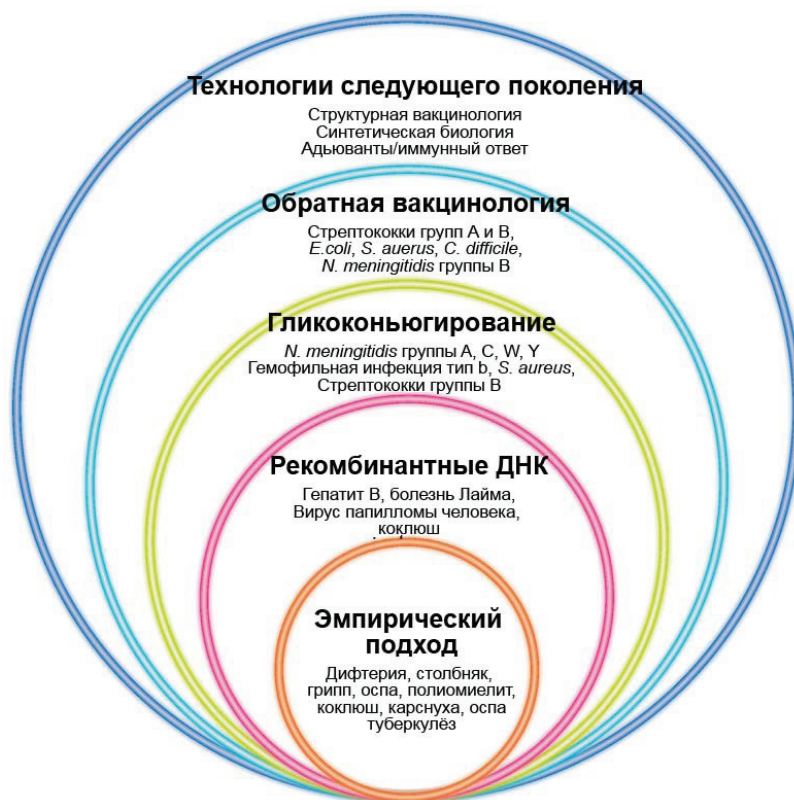 Технологии следующего поколения
Структурная вакцинология
Синтетическая биология
Адьюванты/иммунный ответ
Обратная вакцинология
Стрептококки групп А и В,
E.coli, S. auerus, C. difficile,
N. meningitidis группы В
Гликоконьюгирование
N. meningitidis группы A, C, W, Y
Гемофильная инфекция тип b, S. aureus,
Стрептококки группы В
Рекомбинантные ДНК
Гепатит В, болезнь Лайма,
Вирус папилломы человека,
коклюш
Эмпирический
подход
Дифтерия, столбняк,
грипп, оспа, полиомиелит,
коклюш, карснуха, оспа
туберкулёз